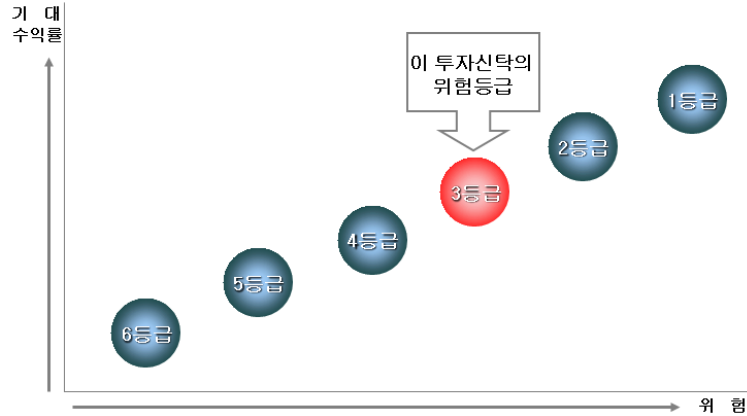 기 대
수익률
이 투자신탁의
위험등급
1등급
2등급
3등급
4등급
5등급
6등급
위 험